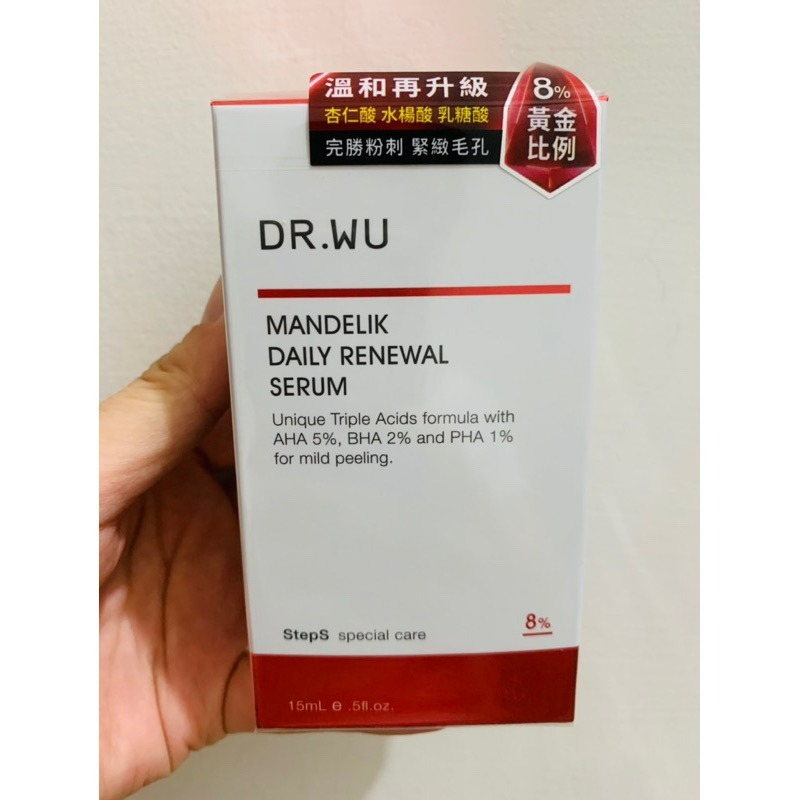 溫和再升級
杏仁酸 水楊酸 乳糖酸
完勝粉刺 緊緻毛孔
8%
黃金
比例
DR.WU
MANDELIK
DAILY RENEWAL
SERUM
Unique Triple Acids formula with
AHA 5%, BHA 2% and PHA 1%
for mild peeling.
StepS special care
8%
15mL e .5fl.oz.